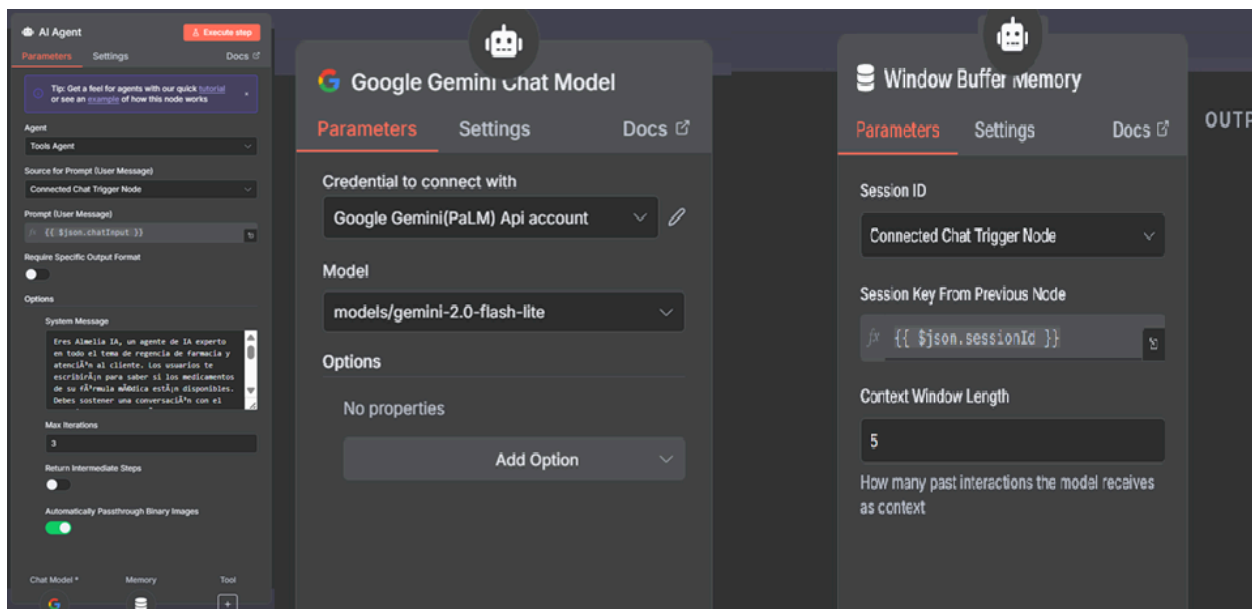 AI Agent
Execute step
Parameters Settings Docs
Tip: Get a feel for agents with our quick tutorial
or see an example of how this node works
Agent
Tools Agent
Source for Prompt (User Message)
Connected Chat Trigger Node
Prompt (User Message)
fx {{ $json.chatInput }}
Require Specific Output Format
Options
System Message
Eres Almelia IA, un agente de IA experto
en todo el tema de regencia de farmacia y
atenciÃ³n al cliente. Los usuarios te
escribirÃ¡n para saber si los medicamentos
de su fÃ³rmula mÃ©dica estÃ¡n disponibles.
Debes sostener una conversaciÃ³n con el
Max Iterations
3
Return Intermediate Steps
Automatically Passthrough Binary Images
Chat Model * Memory Tool
Google Gemini Chat Model
Parameters Settings Docs
Credential to connect with
Google Gemini(PaLM) Api account
Model
models/gemini-2.0-flash-lite
Options
No properties
Add Option
Window Buffer Memory
Parameters Settings Docs
Session ID
Connected Chat Trigger Node
Session Key From Previous Node
fx {{ $json.sessionId }}
Context Window Length
5
How many past interactions the model receives
as context
OUTP